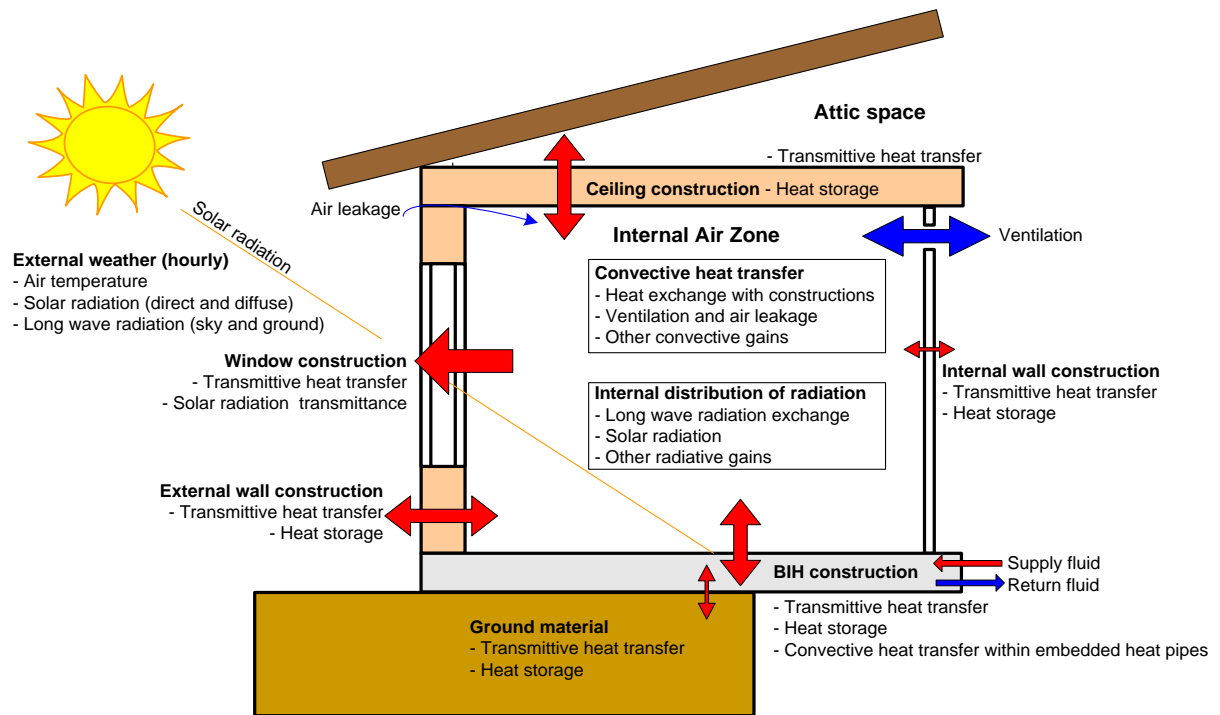 Attic space
- Transmittive heat transfer
Ceiling construction - Heat storage
Air leakage
Solar radiation
Internal Air Zone
Ventilation
External weather (hourly)
- Air temperature
- Solar radiation (direct and diffuse)
- Long wave radiation (sky and ground)
Convective heat transfer
- Heat exchange with constructions
- Ventilation and air leakage
- Other convective gains
Window construction
- Transmittive heat transfer
- Solar radiation  transmittance
Internal wall construction
- Transmittive heat transfer
- Heat storage
Internal distribution of radiation
- Long wave radiation exchange
- Solar radiation
- Other radiative gains
External wall construction
- Transmittive heat transfer
- Heat storage
BIH construction
Supply fluid
Return fluid
- Transmittive heat transfer
- Heat storage
- Convective heat transfer within embedded heat pipes
Ground material
- Transmittive heat transfer
- Heat storage